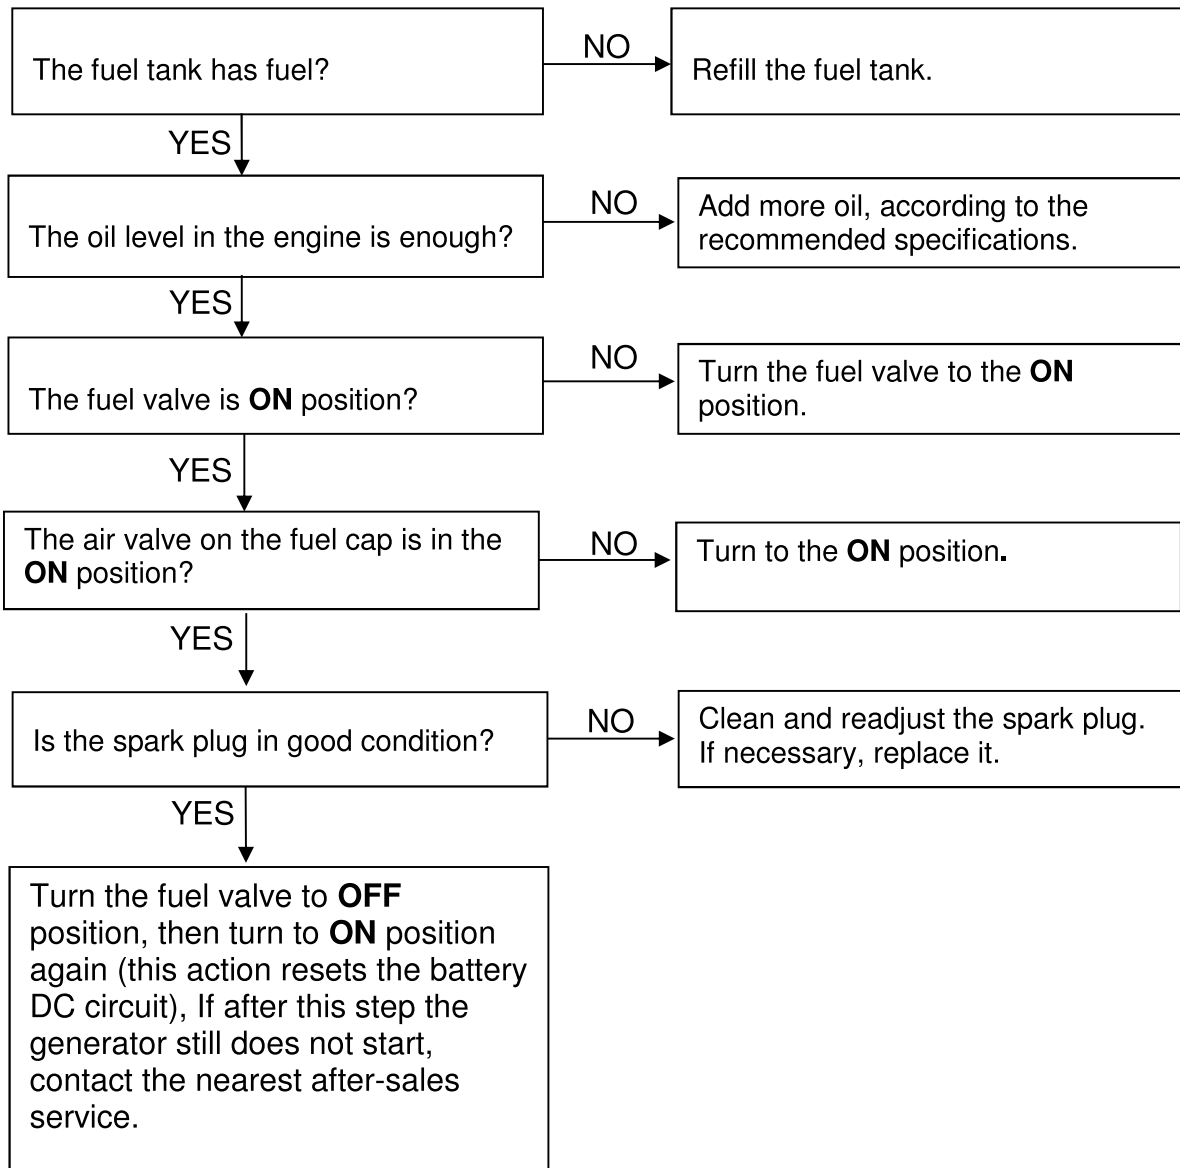 The fuel tank has fuel?
NO
Refill the fuel tank.
YES
The oil level in the engine is enough?
NO
Add more oil, according to the
recommended specifications.
YES
The fuel valve is ON position?
NO
Turn the fuel valve to the ON
position.
YES
The air valve on the fuel cap is in the
ON position?
NO
Turn to the ON position.
YES
Is the spark plug in good condition?
NO
Clean and readjust the spark plug.
If necessary, replace it.
YES
Turn the fuel valve to OFF
position, then turn to ON position
again (this action resets the battery
DC circuit), If after this step the
generator still does not start,
contact the nearest after-sales
service.